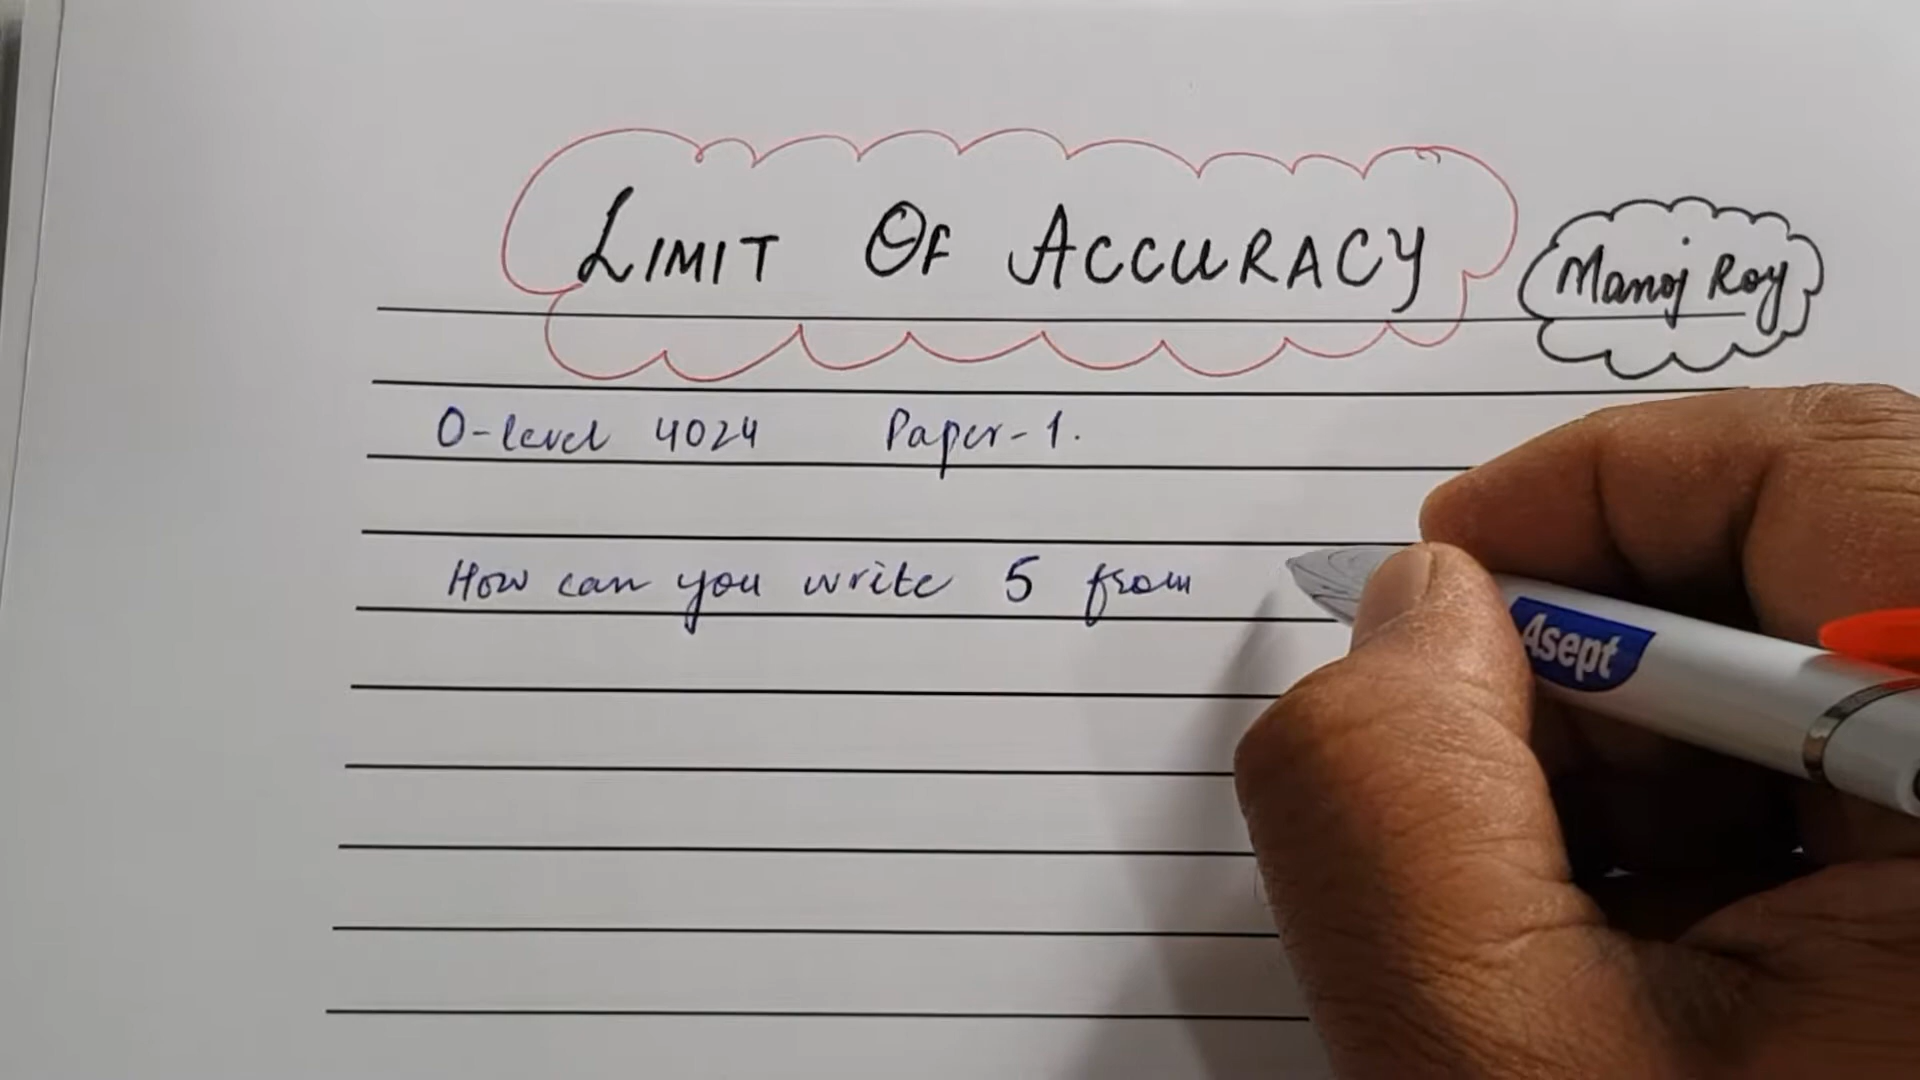 LIMIT OF ACCURACY
Manoj Roy
O-level 4024 Paper-1.
How can you write 5 from
Asept